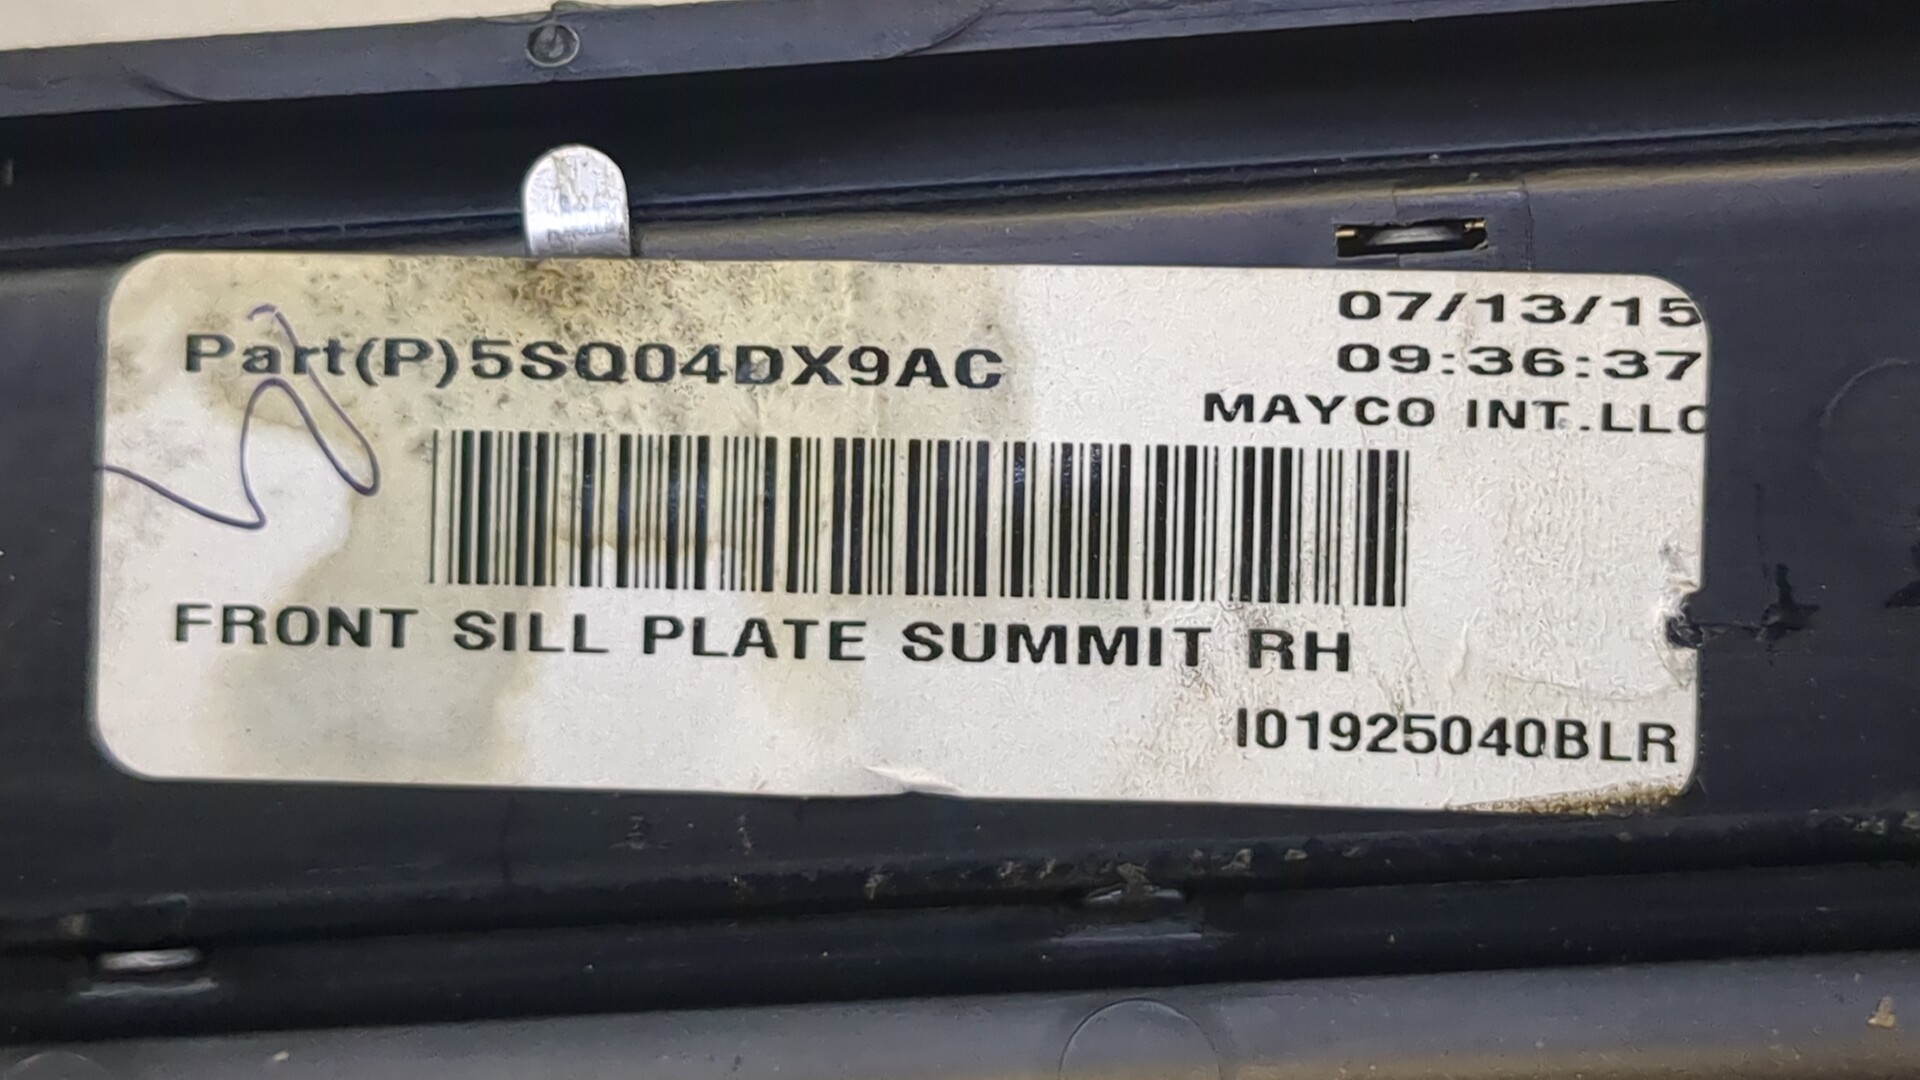 07/13/15
Part(P)5SQ04DX9AC
09:36:37
MAYCO INT.LLC
FRONT SILL PLATE SUMMIT RH
I01925040BLR